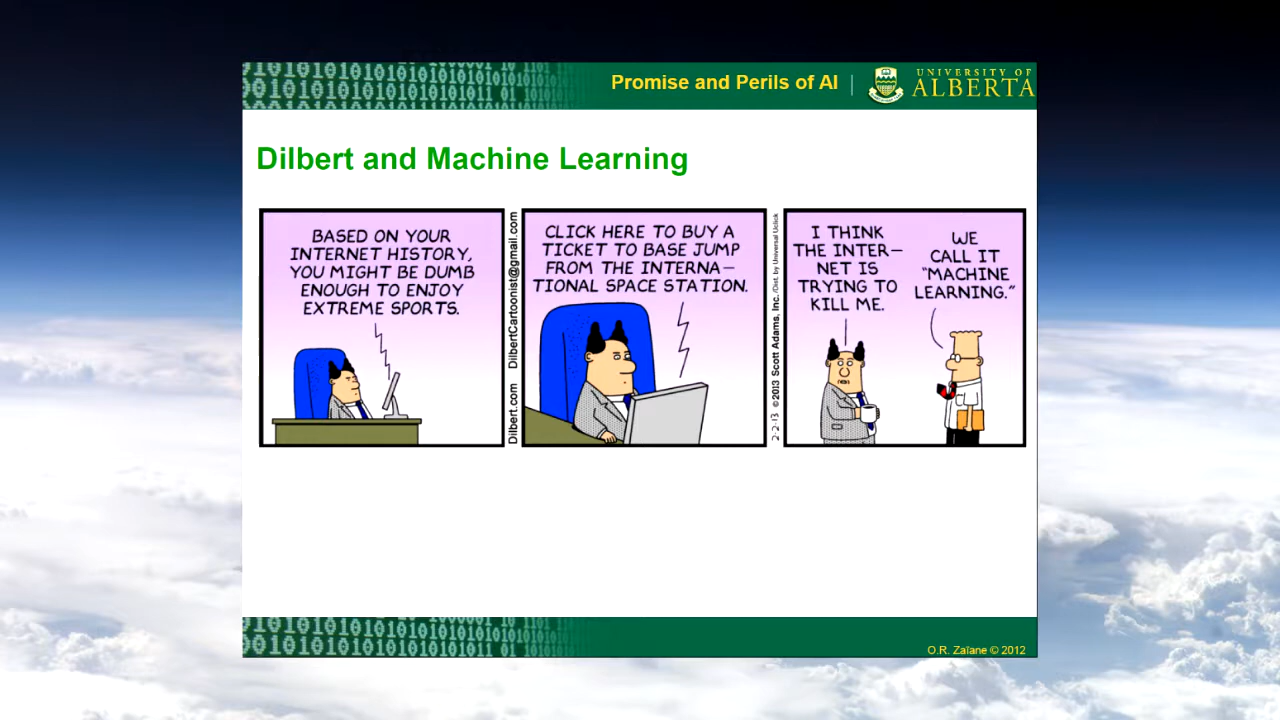 Promise and Perils of AI
UNIVERSITY OF
ALBERTA
Dilbert and Machine Learning
BASED ON YOUR
INTERNET HISTORY,
YOU MIGHT BE DUMB
ENOUGH TO ENJOY
EXTREME SPORTS.
Dilbert.com DilbertCartoonist@gmail.com
CLICK HERE TO BUY A
TICKET TO BASE JUMP
FROM THE INTERNA–
TIONAL SPACE STATION.
2-2-13 ©2013 Scott Adams, Inc. /Dist. by Universal Uclick
I THINK
THE INTER–
NET IS
TRYING TO
KILL ME.
WE
CALL IT
"MACHINE
LEARNING."
O.R. Zaïane © 2012